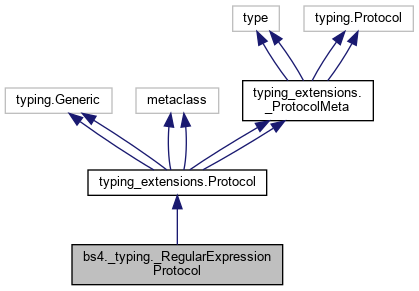 type
typing.Protocol
typing_extensions.
_ProtocolMeta
typing.Generic
metaclass
typing_extensions.Protocol
bs4._typing._RegularExpression
Protocol